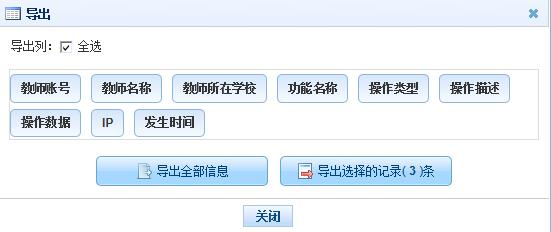 导出
导出列： 全选
教师账号 教师名称 教师所在学校 功能名称 操作类型 操作描述
操作数据 IP 发生时间
导出全部信息 导出选择的记录( 3 )条
关闭